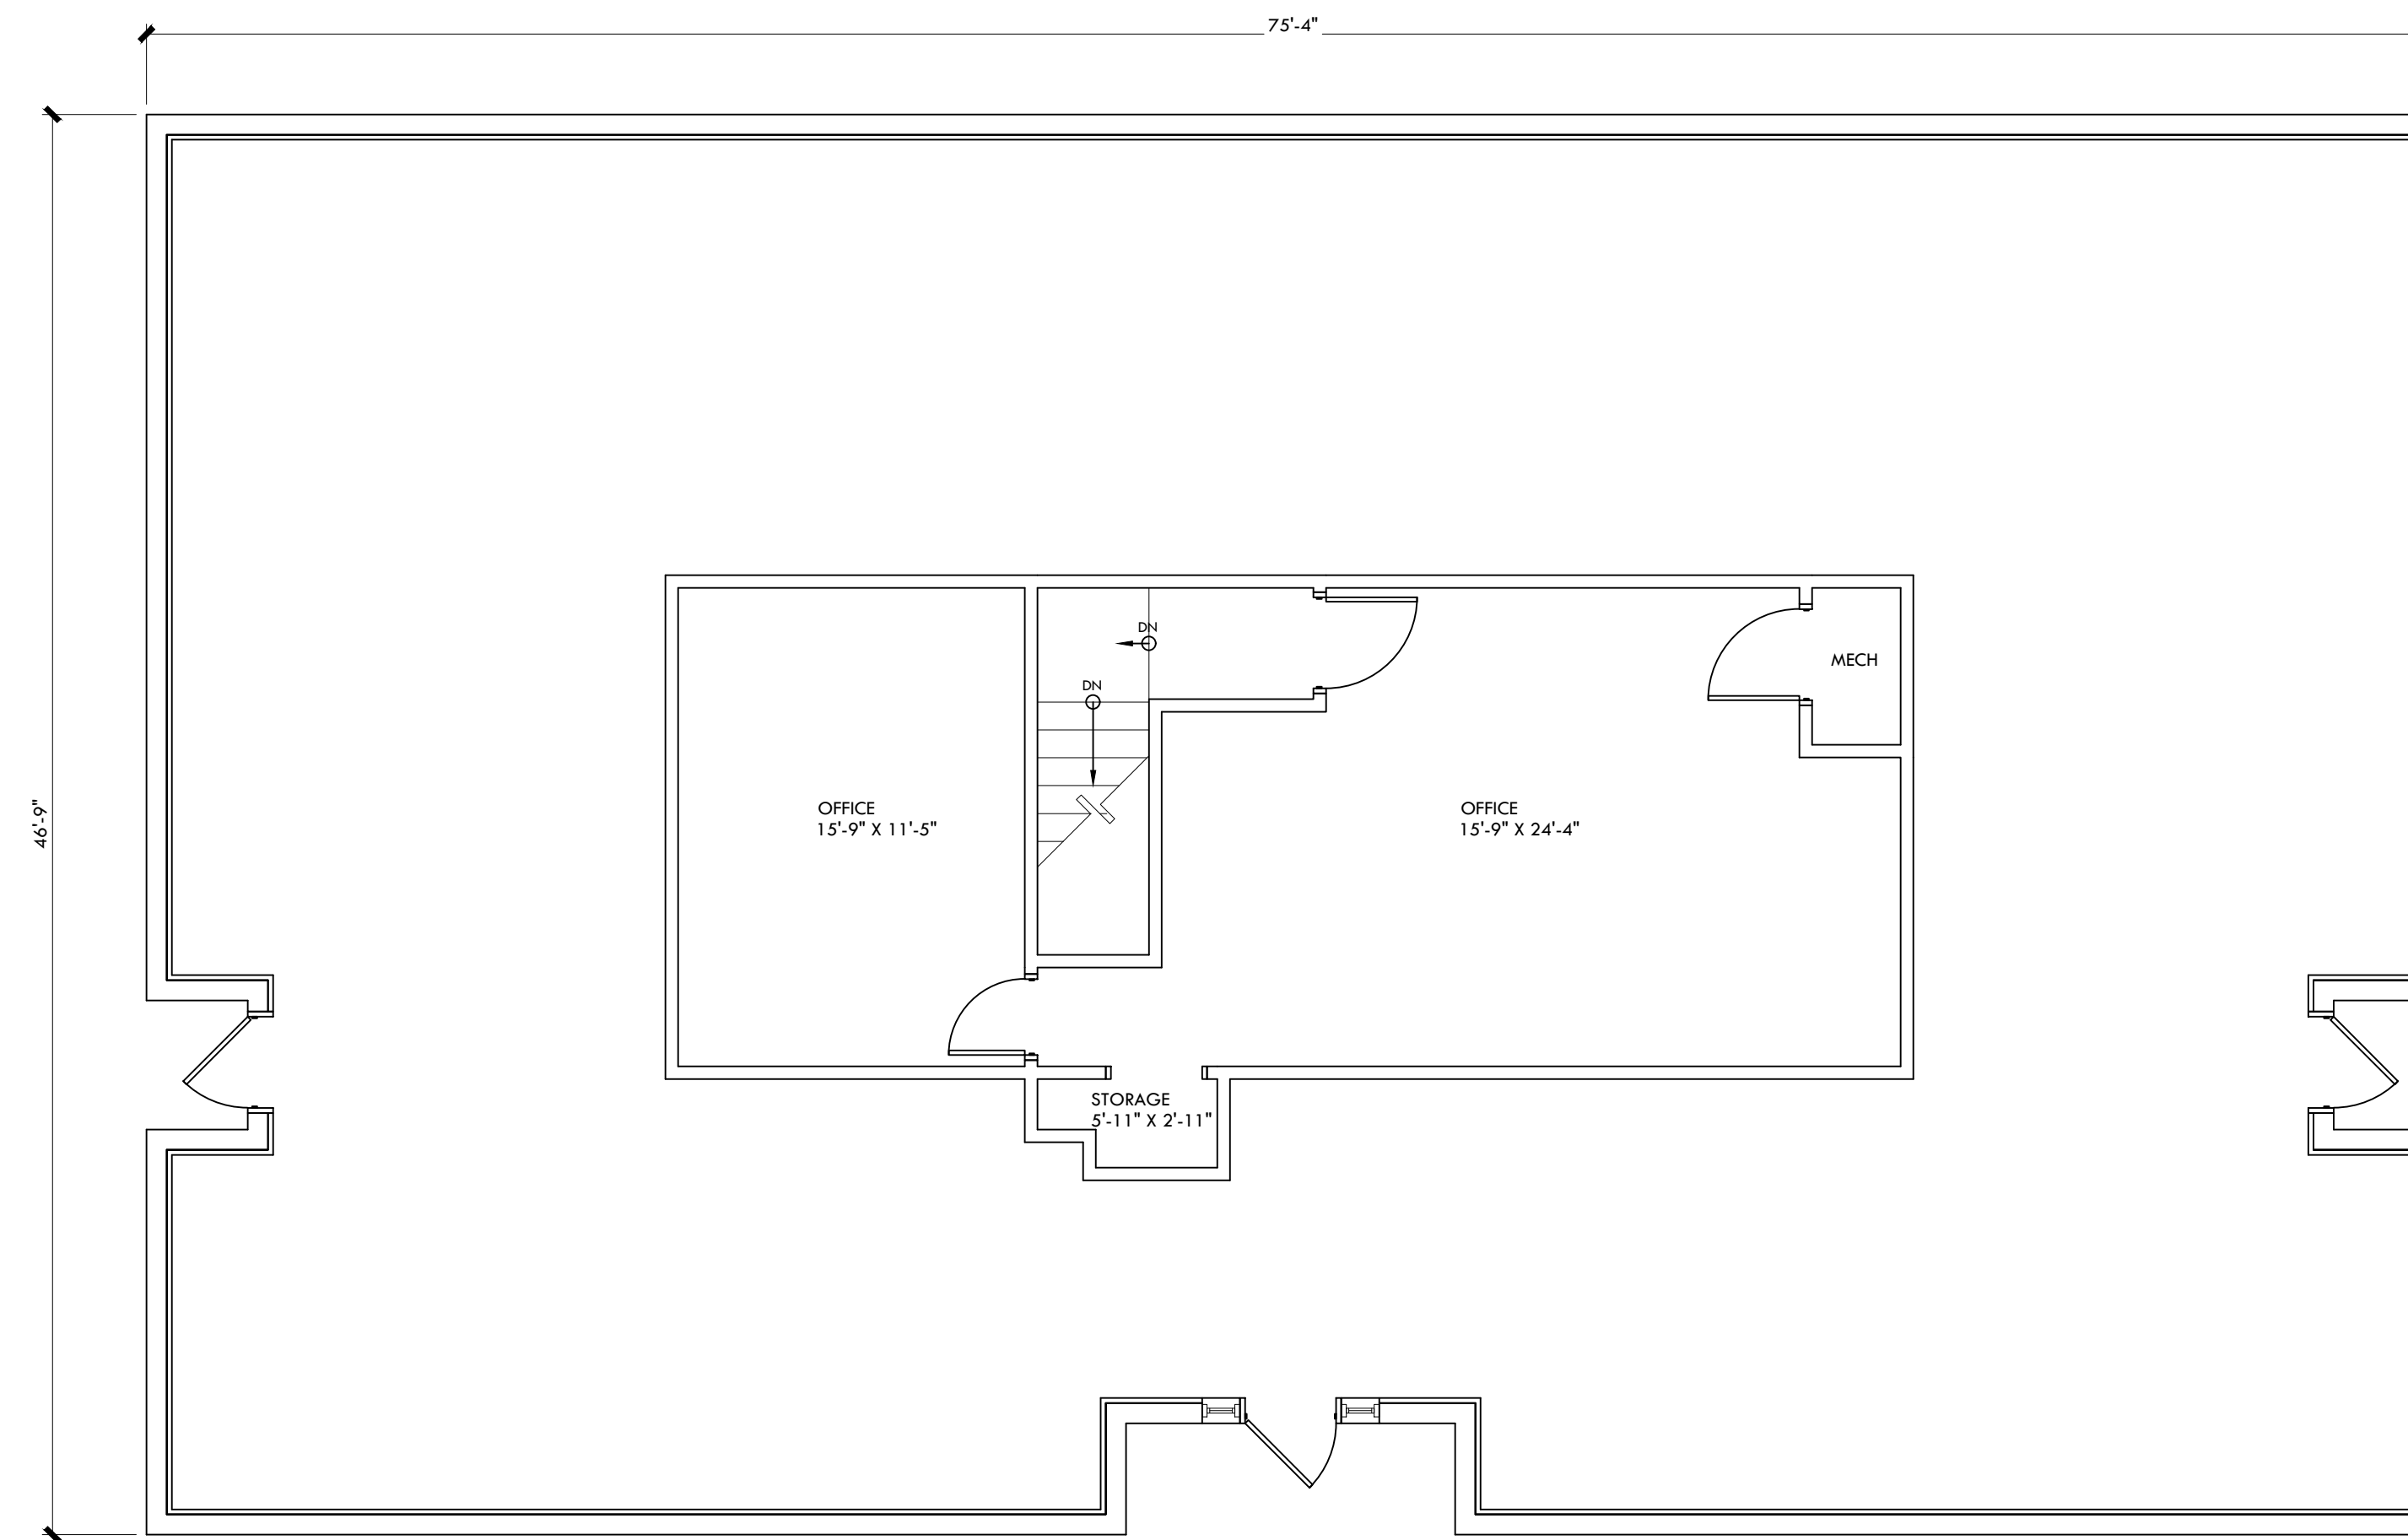 75'-4"
46'-9"
DN
DN
MECH
OFFICE
15'-9" X 11'-5"
OFFICE
15'-9" X 24'-4"
STORAGE
5'-11" X 2'-11"